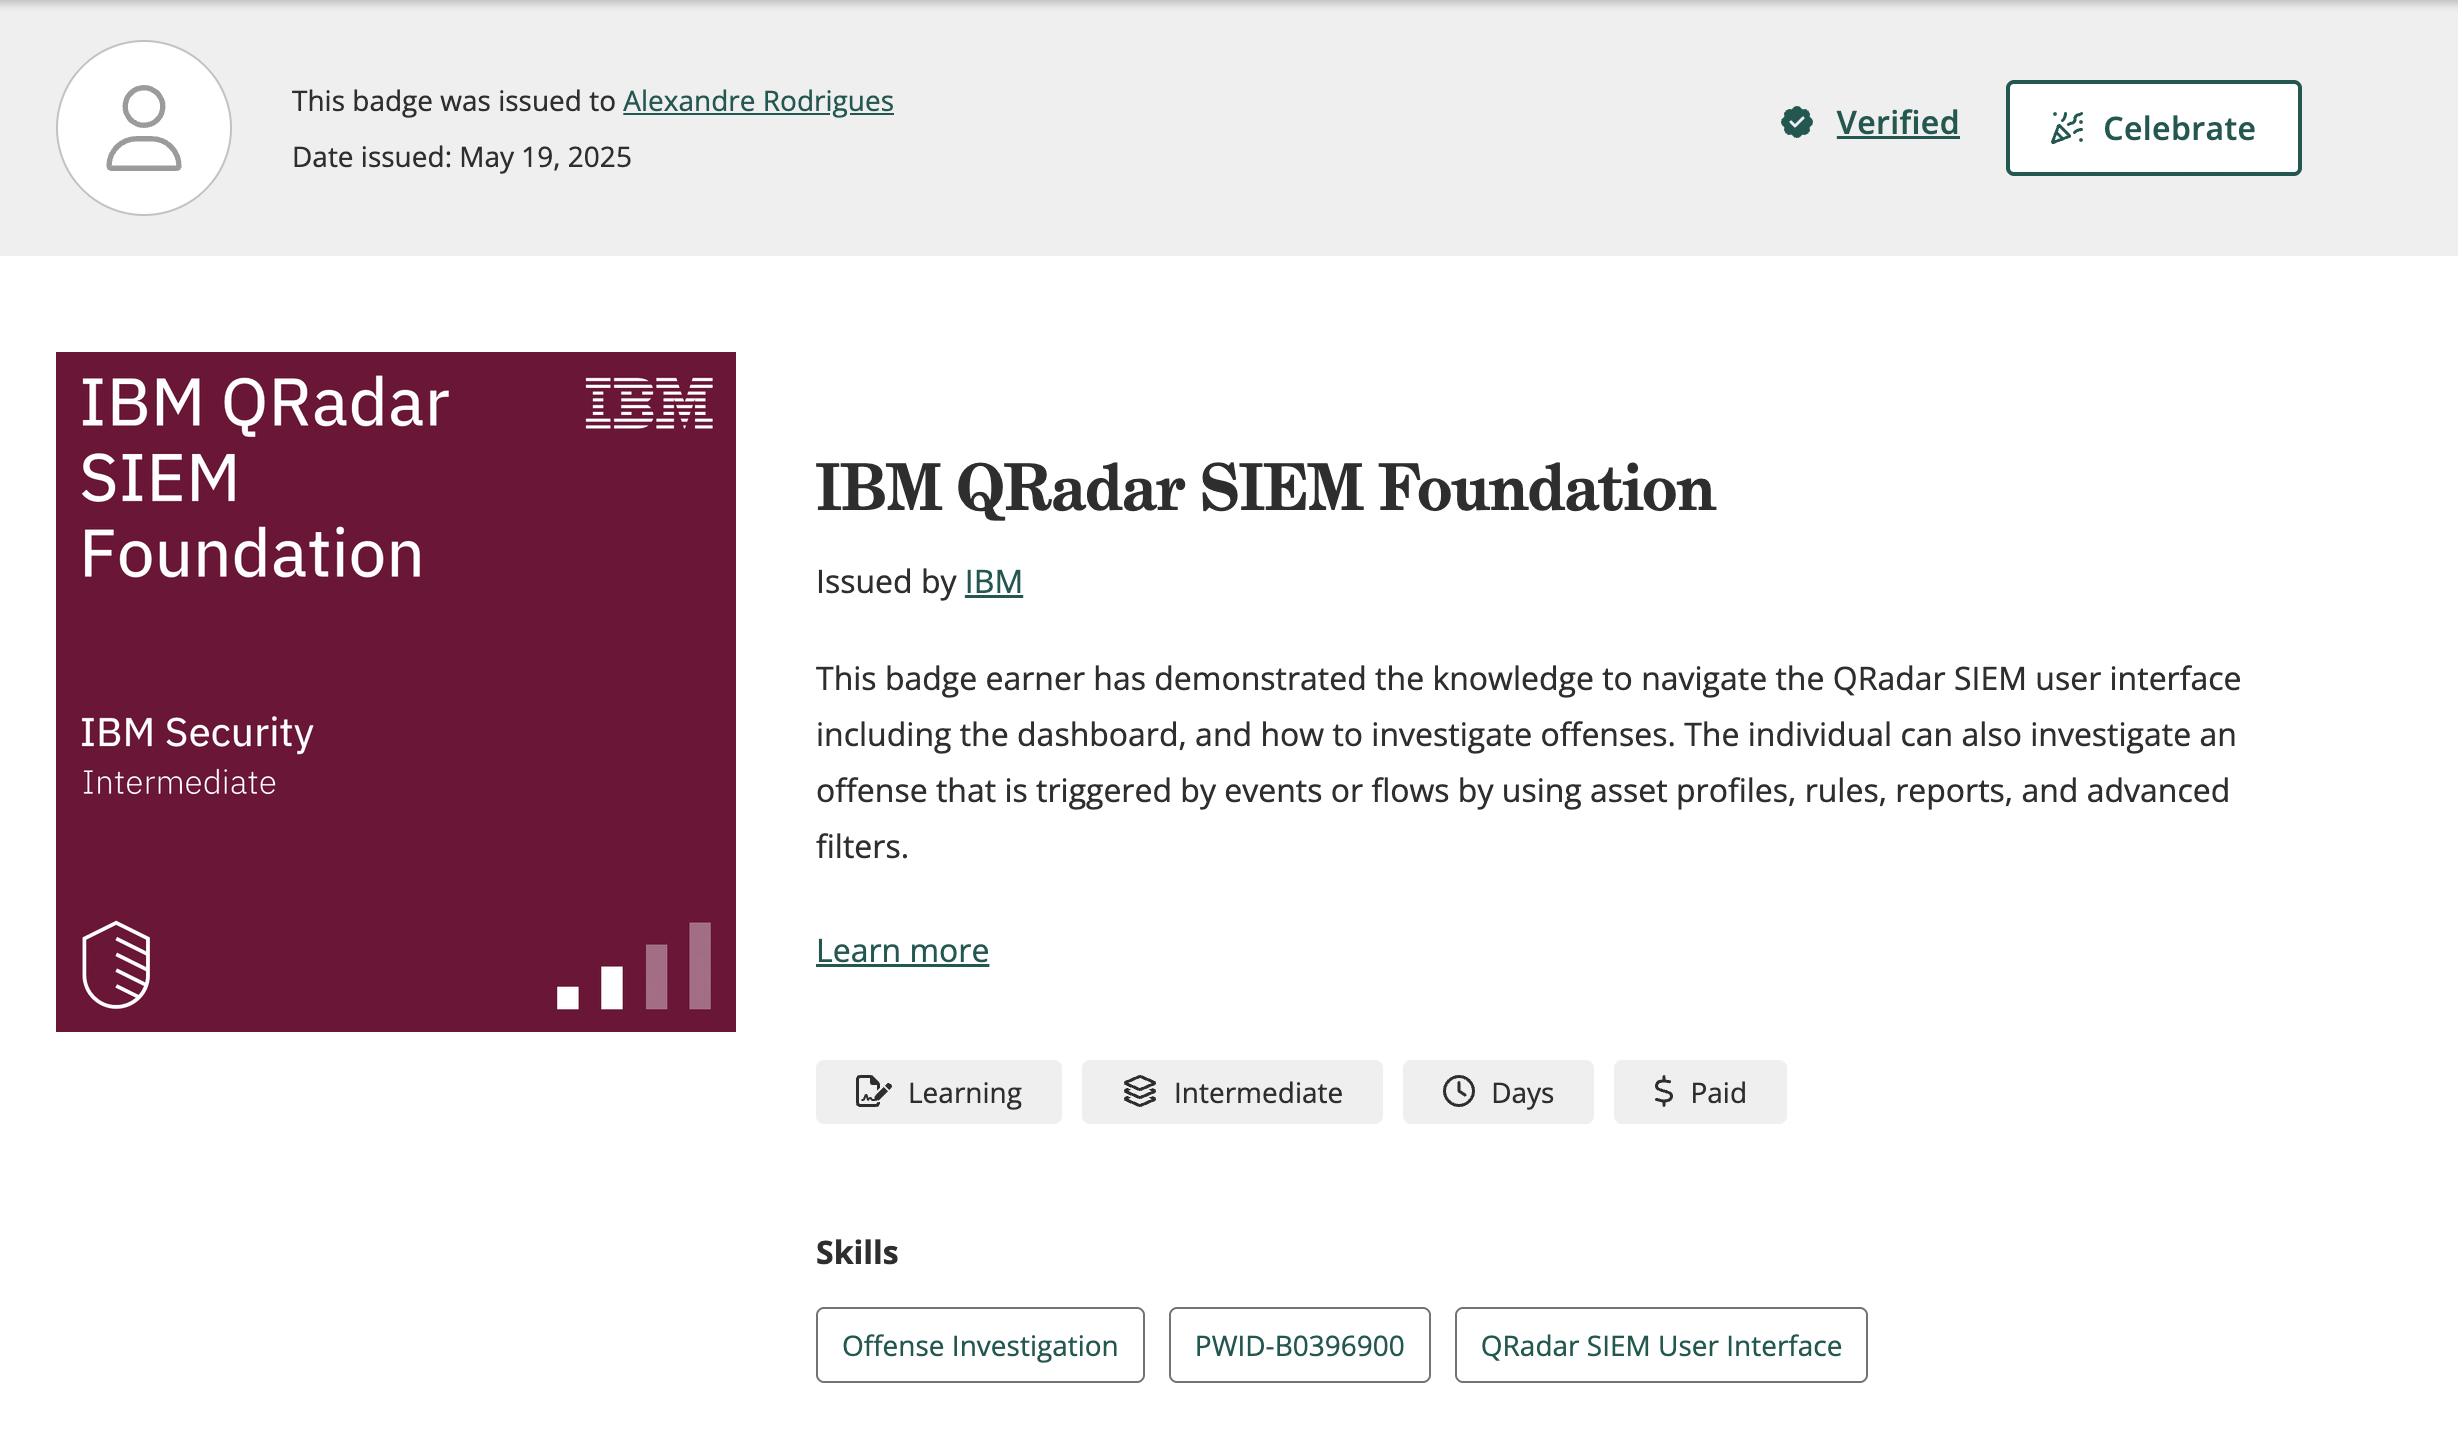 This badge was issued to Alexandre Rodrigues
Date issued: May 19, 2025
Verified
Celebrate
IBM QRadar
SIEM
Foundation
IBM
IBM Security
Intermediate
IBM QRadar SIEM Foundation
Issued by IBM
This badge earner has demonstrated the knowledge to navigate the QRadar SIEM user interface
including the dashboard, and how to investigate offenses. The individual can also investigate an
offense that is triggered by events or flows by using asset profiles, rules, reports, and advanced
filters.
Learn more
Learning
Intermediate
Days
Paid
Skills
Offense Investigation
PWID-B0396900
QRadar SIEM User Interface